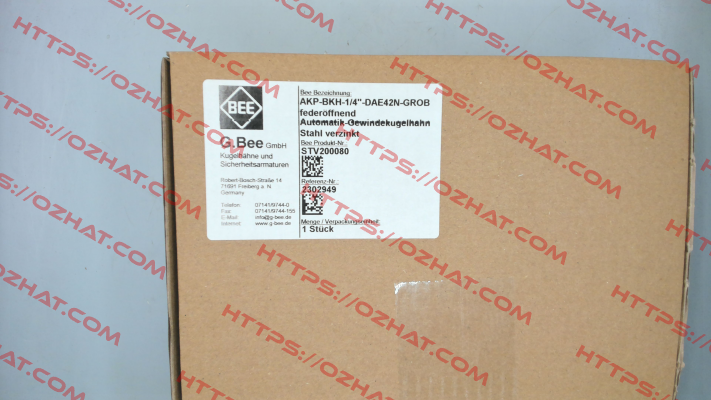 BEE
G.Bee GmbH
Kugelhähne und
Sicherheitsarmaturen
Robert-Bosch-Straße 14
71691 Freiberg a. N
Germany
Telefon: 07141/9744-0
Fax: 07141/9744-155
E-Mail: info@g-bee.de
Internet: www.g-bee.de
Bee Bezeichnung:
AKP-BKH-1/4"-DAE42N-GROB
federöffnend
Automatik-Gewindekugelhahn
Stahl verzinkt
Bee Produkt-Nr.:
STV200080
Referenz-Nr.:
2302949
Menge / Verpackungseinheit:
1 Stück
HTTPS://OZHAT.COM